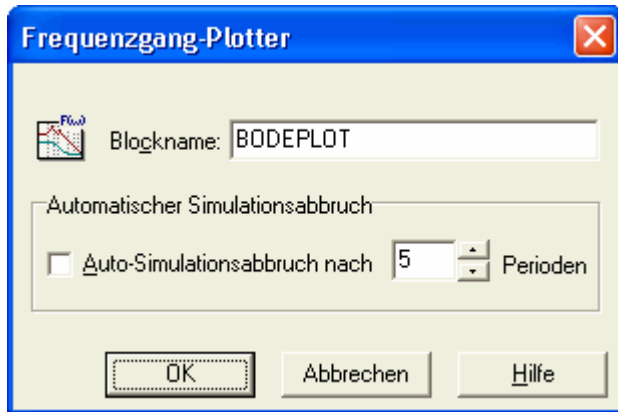 Frequenzgang-Plotter
F(ω)
Blockname: BODEPLOT
Automatischer Simulationsabbruch
Auto-Simulationsabbruch nach 5 Perioden
OK Abbrechen Hilfe